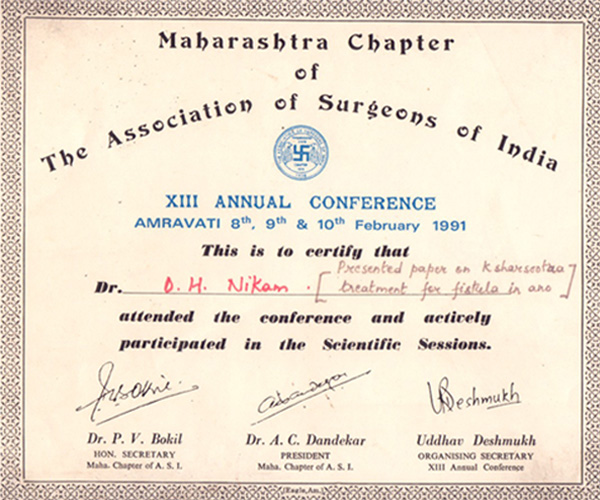 Maharashtra Chapter
of
The Association of Surgeons of India
XIII ANNUAL CONFERENCE
AMRAVATI 8th, 9th & 10th February 1991
This is to certify that
Dr. D. H. Nikam . [Presented paper on Ksharsootra
treatment for fistula in ano]
attended the conference and actively
participated in the Scientific Sessions.
Deshmukh
Dr. P. V. Bokil
HON. SECRETARY
Maha. Chapter of A. S. I.
Dr. A. C. Dandekar
PRESIDENT
Maha. Chapter of A. S. I.
Uddhav Deshmukh
ORGANISING SECRETARY
XIII Annual Conference
(Eagle, Am.)